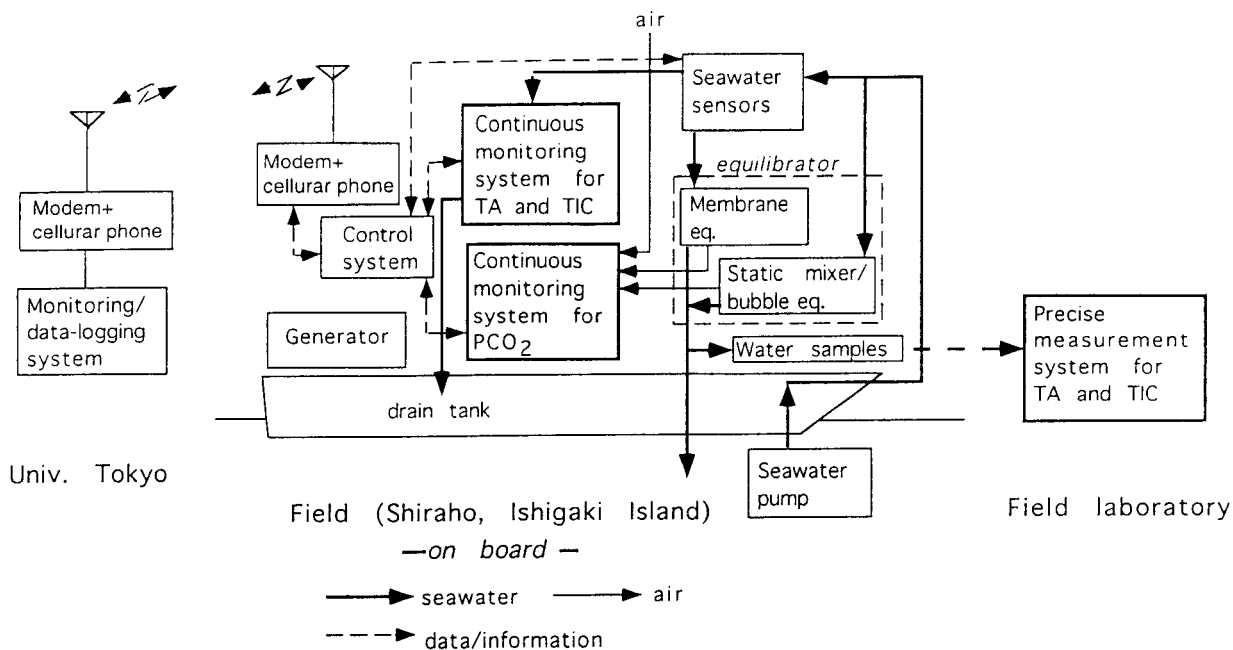 air
Seawater
sensors
Continuous
monitoring
system for
TA and TIC
equilibrator
Modem+
cellurar phone
Membrane
eq.
Modem+
cellurar phone
Control
system
Continuous
monitoring
system for
PCO2
Static mixer/
bubble eq.
Monitoring/
data-logging
system
Generator
Water samples
Precise
measurement
system for
TA and TIC
drain tank
Univ. Tokyo
Seawater
pump
Field (Shiraho, Ishigaki Island)
—on board —
Field laboratory
seawater
air
data/information